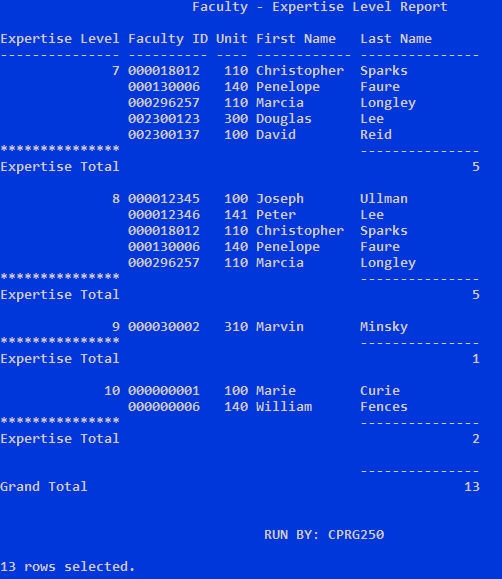 Faculty - Expertise Level Report
Expertise Level Faculty ID Unit First Name   Last Name
--------------- ---------- ---- ------------ ---------------
              7 000018012   110 Christopher  Sparks
                000130006   140 Penelope     Faure
                000296257   110 Marcia       Longley
                002300123   300 Douglas      Lee
                002300137   100 David        Reid
***************                              ---------------
Expertise Total                                            5
              8 000012345   100 Joseph       Ullman
                000012346   141 Peter        Lee
                000018012   110 Christopher  Sparks
                000130006   140 Penelope     Faure
                000296257   110 Marcia       Longley
***************                              ---------------
Expertise Total                                            5
              9 000030002   310 Marvin       Minsky
***************                              ---------------
Expertise Total                                            1
             10 000000001   100 Marie        Curie
                000000006   140 William      Fences
***************                              ---------------
Expertise Total                                            2
                                             ---------------
Grand Total                                               13
RUN BY: CPRG250
13 rows selected.